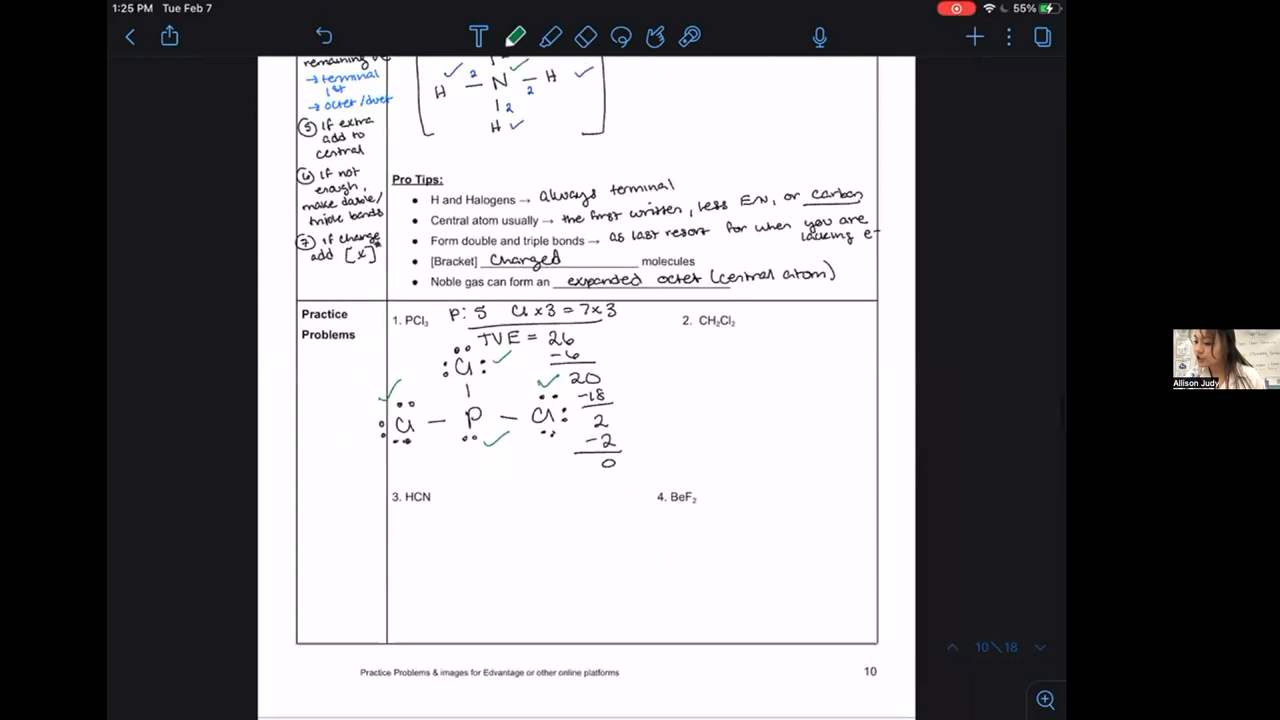 1:25 PM Tue Feb 7
55%
T
remaining
→ terminal
1st
→ octet/duet
⑤ if extra
add to
central
⑥ if not
enough,
make double/
triple bonds
⑦ if charge
add [x]
2
H — N — H
2
| 2
H
Pro Tips:
• H and Halogens → always terminal
• Central atom usually → the first written, less EN, or carbon
• Form double and triple bonds → as last resort for when you are
lacking e-
• [Bracket] charged molecules
• Noble gas can form an expanded octet (central atom)
Practice
Problems
1. PCl₃ P: 5 Cl x 3 = 7 x 3
2. CH₂Cl₂
TVE = 26
-6
Cl
20
-18
Cl — P — Cl
2
-2
0
3. HCN
4. BeF₂
Practice Problems & images for Edvantage or other online platforms
10
10\18
Allison Judy